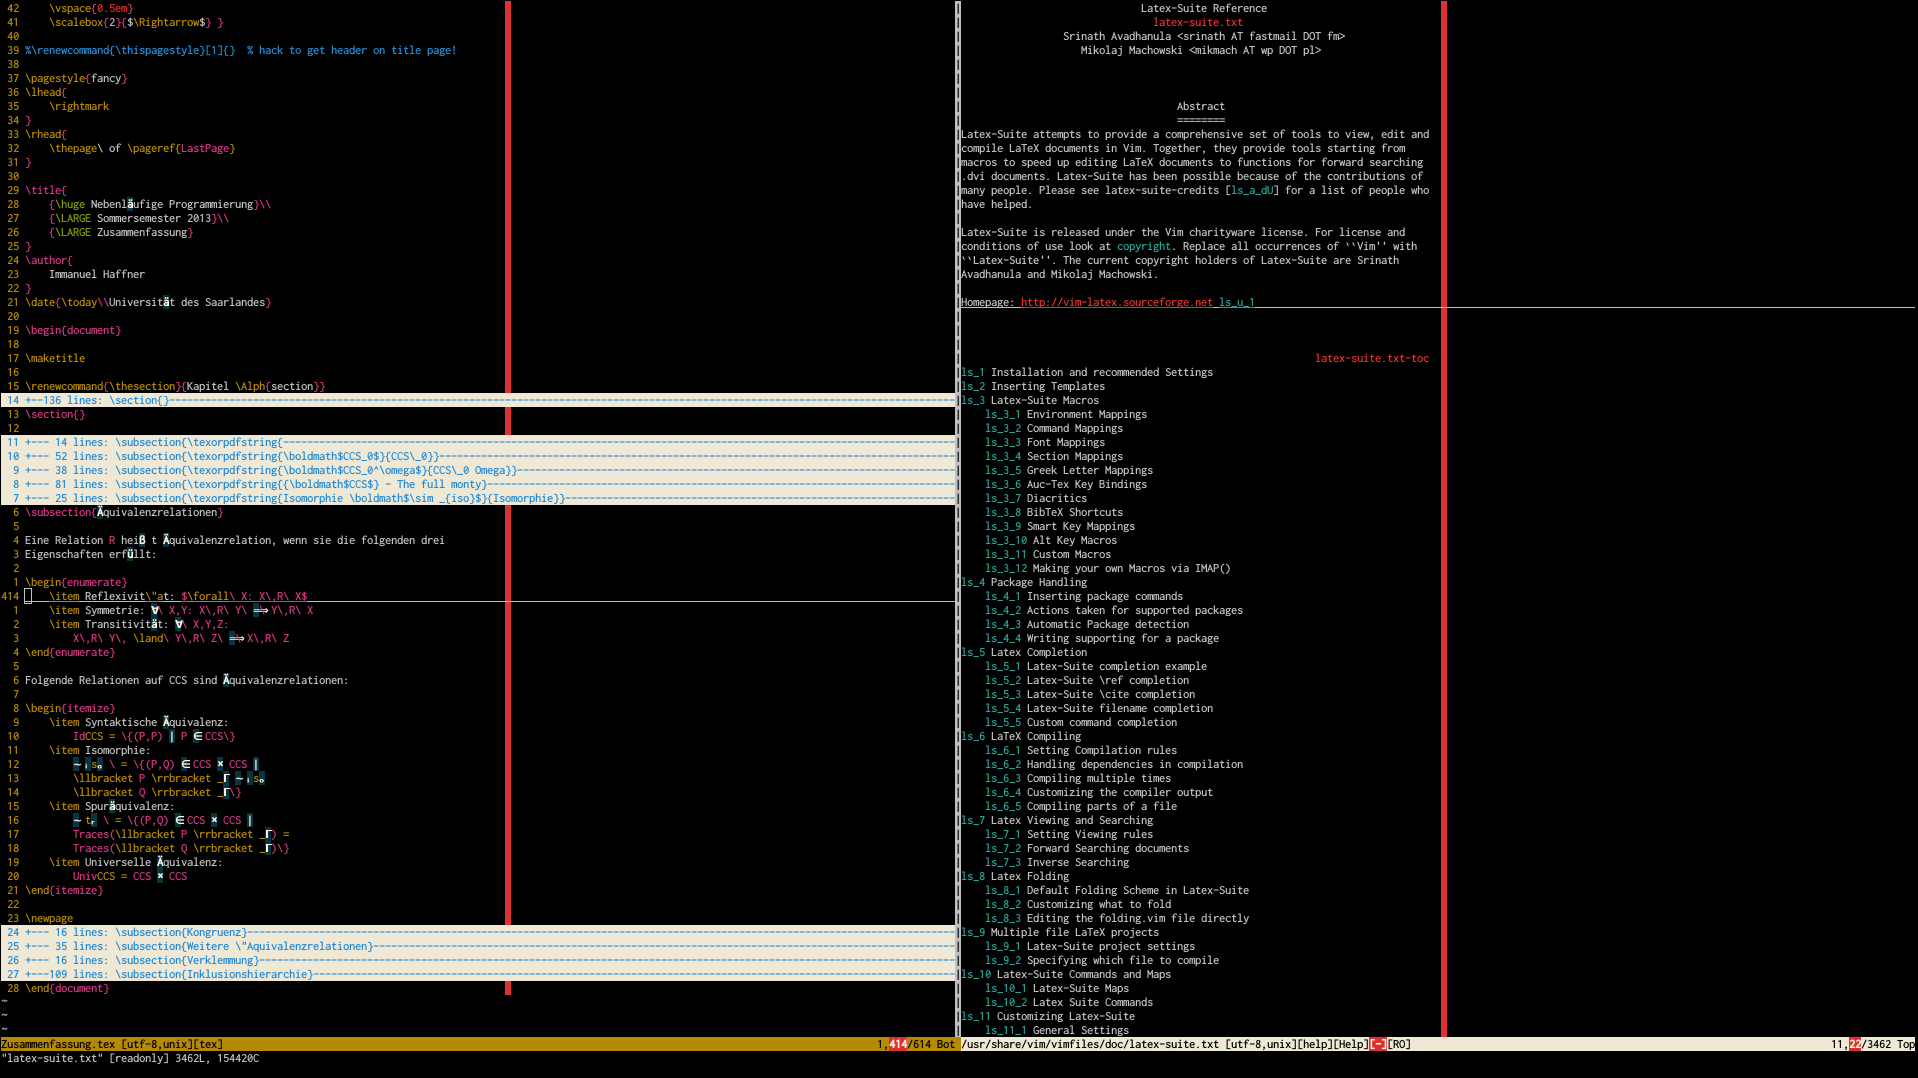 42     \vspace{0.5em}
41     \scalebox{2}{$\Rightarrow$} }
40
39 %\renewcommand{\thispagestyle}[1]{}  % hack to get header on title page!
38
37 \pagestyle{fancy}
36 \lhead{
35     \rightmark
34 }
33 \rhead{
32     \thepage\ of \pageref{LastPage}
31 }
30
29 \title{
28     {\huge Nebenläufige Programmierung}\\
27     {\LARGE Sommersemester 2013}\\
26     {\LARGE Zusammenfassung}
25 }
24 \author{
23     Immanuel Haffner
22 }
21 \date{\today\\Universität des Saarlandes}
20
19 \begin{document}
18
17 \maketitle
16
15 \renewcommand{\thesection}{Kapitel \Alph{section}}
14 +--136 lines: \section{}
13 \section{}
12
11 +--- 14 lines: \subsection{\texorpdfstring{
10 +--- 52 lines: \subsection{\texorpdfstring{\boldmath$CCS_0$}{CCS\_0}}
9 +--- 38 lines: \subsection{\texorpdfstring{\boldmath$CCS_0^\omega$}{CCS\_0 Omega}}
8 +--- 81 lines: \subsection{\texorpdfstring{{\boldmath$CCS$} - The full monty}
7 +--- 25 lines: \subsection{\texorpdfstring{Isomorphie \boldmath$\sim _{iso}$}{Isomorphie}}
6 \subsection{Äquivalenzrelationen}
5
4 Eine Relation R heiß t Äquivalenzrelation, wenn sie die folgenden drei
3 Eigenschaften erfüllt:
2
1 \begin{enumerate}
414     \item Reflexivit\"at: $\forall\ X: X\,R\ X$
1     \item Symmetrie: ∀\ X,Y: X\,R\ Y\ ⟹ Y\,R\ X
2     \item Transitivität: ∀\ X,Y,Z:
3         X\,R\ Y\, \land\ Y\,R\ Z\ ⟹ X\,R\ Z
4 \end{enumerate}
5
6 Folgende Relationen auf CCS sind Äquivalenzrelationen:
7
8 \begin{itemize}
9     \item Syntaktische Äquivalenz:
10         IdCCS = \{(P,P) | P ∈ CCS\}
11     \item Isomorphie:
12         ∼ ᵢsₒ \ = \{(P,Q) ∈ CCS × CCS |
13         \llbracket P \rrbracket _Γ ∼ ᵢsₒ
14         \llbracket Q \rrbracket _Γ\}
15     \item Spuräquivalenz:
16         ∼ tᵣ \ = \{(P,Q) ∈ CCS × CCS |
17         Traces(\llbracket P \rrbracket _Γ) =
18         Traces(\llbracket Q \rrbracket _Γ)\}
19     \item Universelle Äquivalenz:
20         UnivCCS = CCS × CCS
21 \end{itemize}
22
23 \newpage
24 +--- 16 lines: \subsection{Kongruenz}
25 +--- 35 lines: \subsection{Weitere \"Aquivalenzrelationen}
26 +--- 16 lines: \subsection{Verklemmung}
27 +---109 lines: \subsection{Inklusionshierarchie}
28 \end{document}
~
~
~
Zusammenfassung.tex [utf-8,unix][tex] 1,414/614 Bot
"latex-suite.txt" [readonly] 3462L, 154420C
Latex-Suite Reference
latex-suite.txt
Srinath Avadhanula <srinath AT fastmail DOT fm>
Mikolaj Machowski <mikmach AT wp DOT pl>
Abstract
========
Latex-Suite attempts to provide a comprehensive set of tools to view, edit and
compile LaTeX documents in Vim. Together, they provide tools starting from
macros to speed up editing LaTeX documents to functions for forward searching
.dvi documents. Latex-Suite has been possible because of the contributions of
many people. Please see latex-suite-credits [ls_a_dU] for a list of people who
have helped.
Latex-Suite is released under the Vim charityware license. For license and
conditions of use look at copyright. Replace all occurrences of ``Vim'' with
``Latex-Suite''. The current copyright holders of Latex-Suite are Srinath
Avadhanula and Mikolaj Machowski.
Homepage: http://vim-latex.sourceforge.net ls_u_1
latex-suite.txt-toc
ls_1 Installation and recommended Settings
ls_2 Inserting Templates
ls_3 Latex-Suite Macros
    ls_3_1 Environment Mappings
    ls_3_2 Command Mappings
    ls_3_3 Font Mappings
    ls_3_4 Section Mappings
    ls_3_5 Greek Letter Mappings
    ls_3_6 Auc-Tex Key Bindings
    ls_3_7 Diacritics
    ls_3_8 BibTeX Shortcuts
    ls_3_9 Smart Key Mappings
    ls_3_10 Alt Key Macros
    ls_3_11 Custom Macros
    ls_3_12 Making your own Macros via IMAP()
ls_4 Package Handling
    ls_4_1 Inserting package commands
    ls_4_2 Actions taken for supported packages
    ls_4_3 Automatic Package detection
    ls_4_4 Writing supporting for a package
ls_5 Latex Completion
    ls_5_1 Latex-Suite completion example
    ls_5_2 Latex-Suite \ref completion
    ls_5_3 Latex-Suite \cite completion
    ls_5_4 Latex-Suite filename completion
    ls_5_5 Custom command completion
ls_6 LaTeX Compiling
    ls_6_1 Setting Compilation rules
    ls_6_2 Handling dependencies in compilation
    ls_6_3 Compiling multiple times
    ls_6_4 Customizing the compiler output
    ls_6_5 Compiling parts of a file
ls_7 Latex Viewing and Searching
    ls_7_1 Setting Viewing rules
    ls_7_2 Forward Searching documents
    ls_7_3 Inverse Searching
ls_8 Latex Folding
    ls_8_1 Default Folding Scheme in Latex-Suite
    ls_8_2 Customizing what to fold
    ls_8_3 Editing the folding.vim file directly
ls_9 Multiple file LaTeX projects
    ls_9_1 Latex-Suite project settings
    ls_9_2 Specifying which file to compile
ls_10 Latex-Suite Commands and Maps
    ls_10_1 Latex-Suite Maps
    ls_10_2 Latex Suite Commands
ls_11 Customizing Latex-Suite
    ls_11_1 General Settings
/usr/share/vim/vimfiles/doc/latex-suite.txt [utf-8,unix][help][Help][-][RO] 11,22/3462 Top